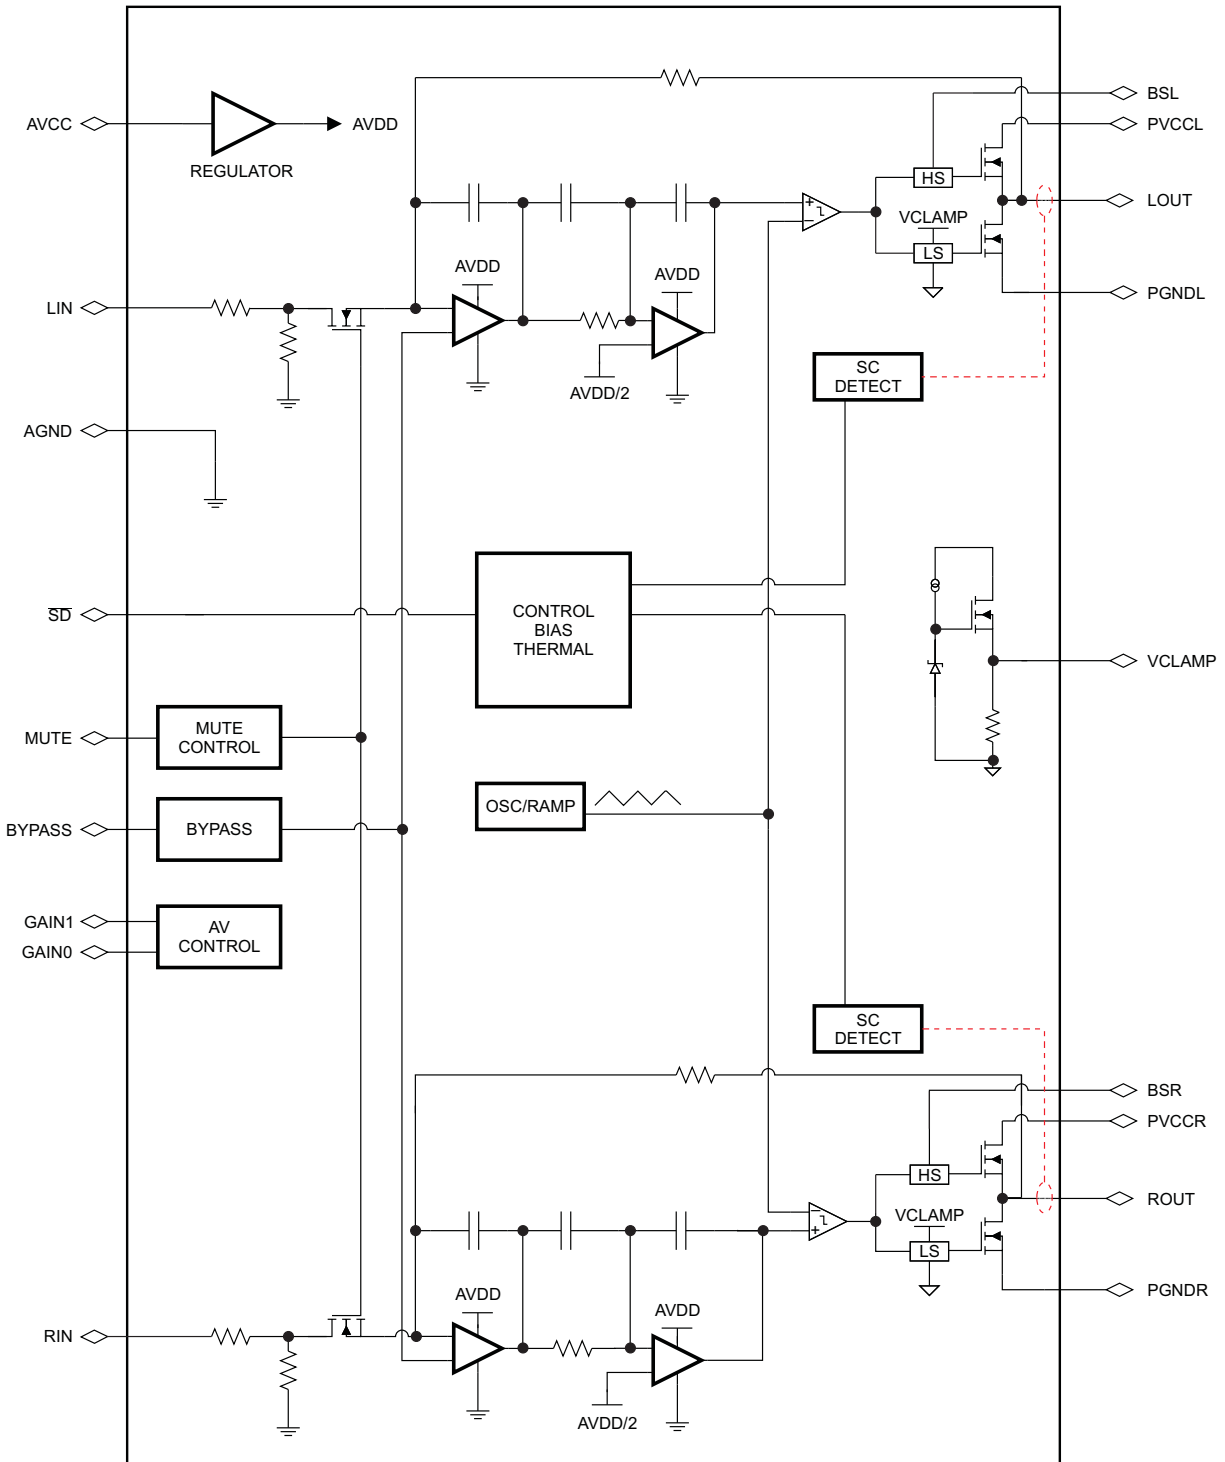 BSL
AVCC
AVDD
PVCCL
REGULATOR
HS
LOUT
VCLAMP
LS
AVDD
AVDD
LIN
PGNDL
SC
DETECT
AVDD/2
AGND
CONTROL
BIAS
THERMAL
SD
VCLAMP
MUTE
MUTE
CONTROL
OSC/RAMP
BYPASS
BYPASS
GAIN1
GAIN0
AV
CONTROL
SC
DETECT
BSR
PVCCR
HS
ROUT
VCLAMP
LS
AVDD
AVDD
PGNDR
RIN
AVDD/2